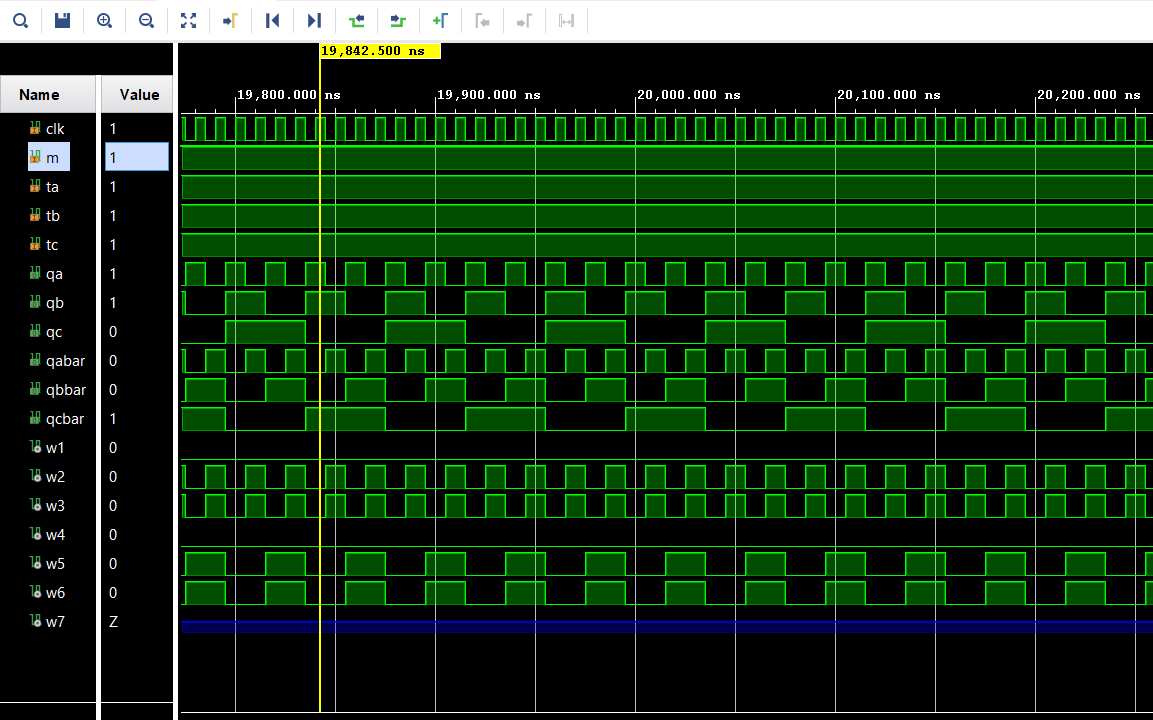 19,842.500 ns
Name Value 19,800.000 ns 19,900.000 ns 20,000.000 ns 20,100.000 ns 20,200.000 ns
clk 1
m 1
ta 1
tb 1
tc 1
qa 1
qb 1
qc 0
qabar 0
qbbar 0
qcbar 1
w1 0
w2 0
w3 0
w4 0
w5 0
w6 0
w7 Z